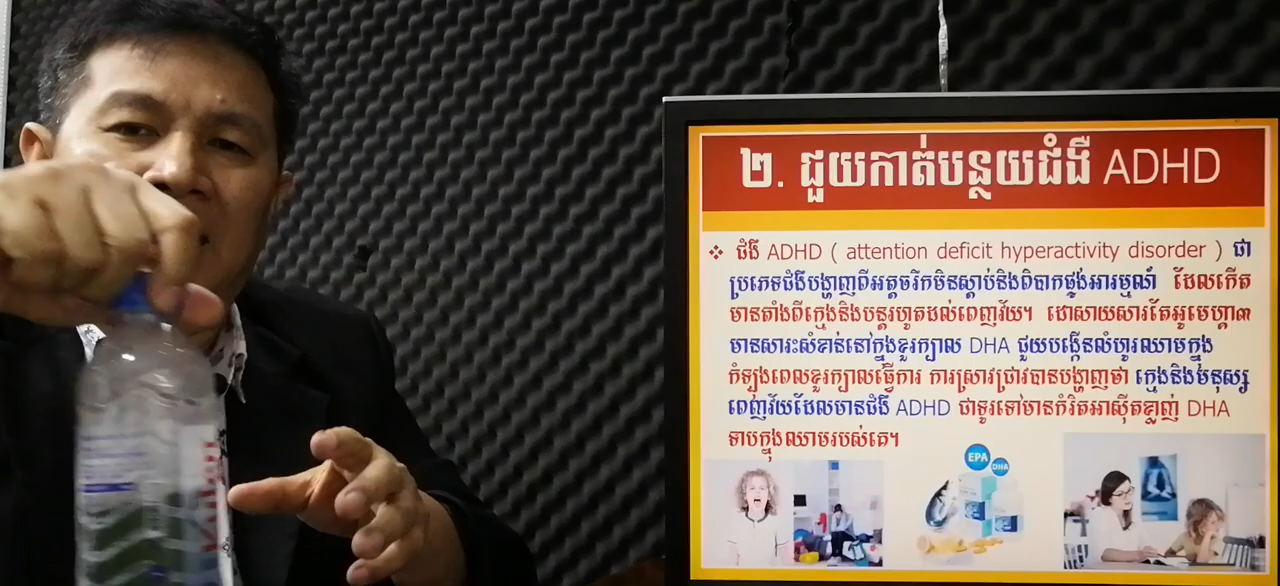 ២. ជួយកាត់បន្ថយជំងឺ ADHD
❖ ជំងឺ ADHD ( attention deficit hyperactivity disorder ) ជា
ប្រភេទជំងឺបង្ហាញពីអត្តចរឹកមិនស្តាប់និងពិបាកផ្ចង់អារម្មណ៍ ដែលកើត
មានតាំងពីក្មេងនិងបន្តរហូតដល់ពេញវ័យ។ ដោសាយសារតែអូមេហ្គា៣
មានសារៈសំខាន់នៅក្នុងខួរក្បាល DHA ជួយបង្កើនលំហូរឈាមក្នុង
កំឡុងពេលខួរក្បាលធ្វើការ ការស្រាវជ្រាវបានបង្ហាញថា ក្មេងនិងមនុស្ស
ពេញវ័យដែលមានជំងឺ ADHD ជាទូរទៅមានកំរិតអាស៊ីតខ្លាញ់ DHA
ទាបក្នុងឈាមរបស់គេ។
EPA
DHA